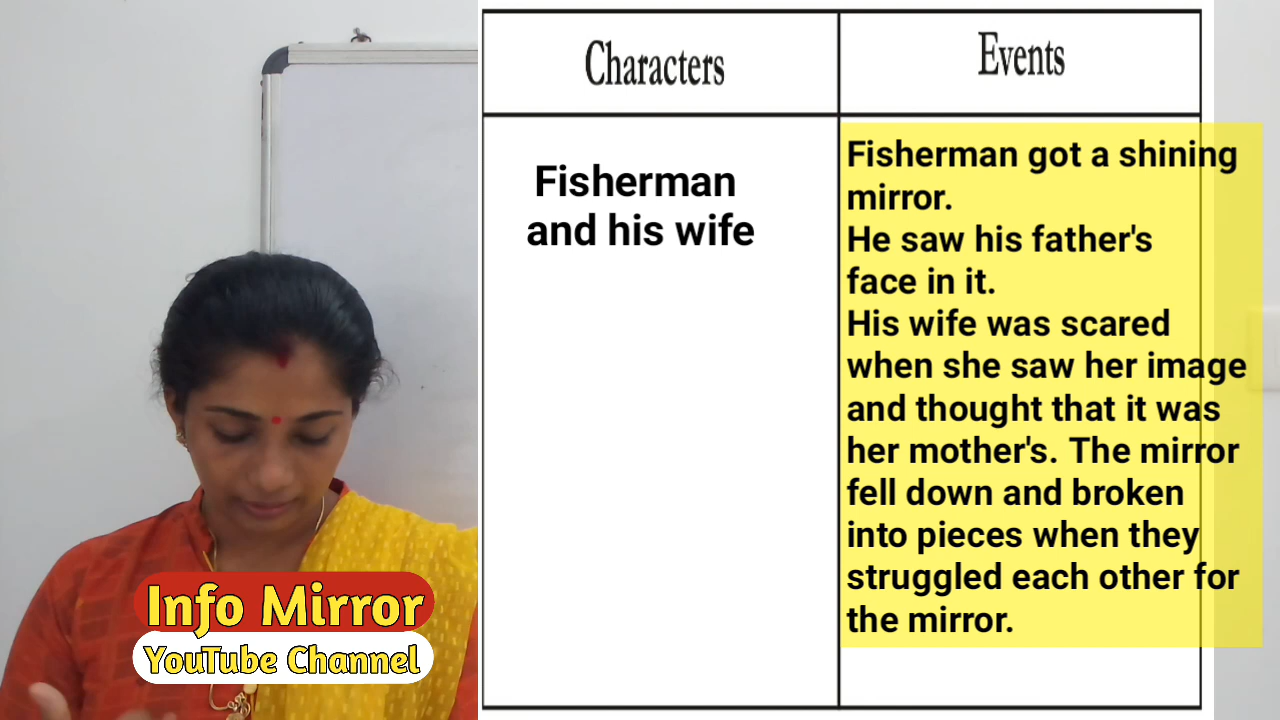 Characters
Events
Fisherman
and his wife
Fisherman got a shining
mirror.
He saw his father's
face in it.
His wife was scared
when she saw her image
and thought that it was
her mother's. The mirror
fell down and broken
into pieces when they
struggled each other for
the mirror.
Info Mirror
YouTube Channel